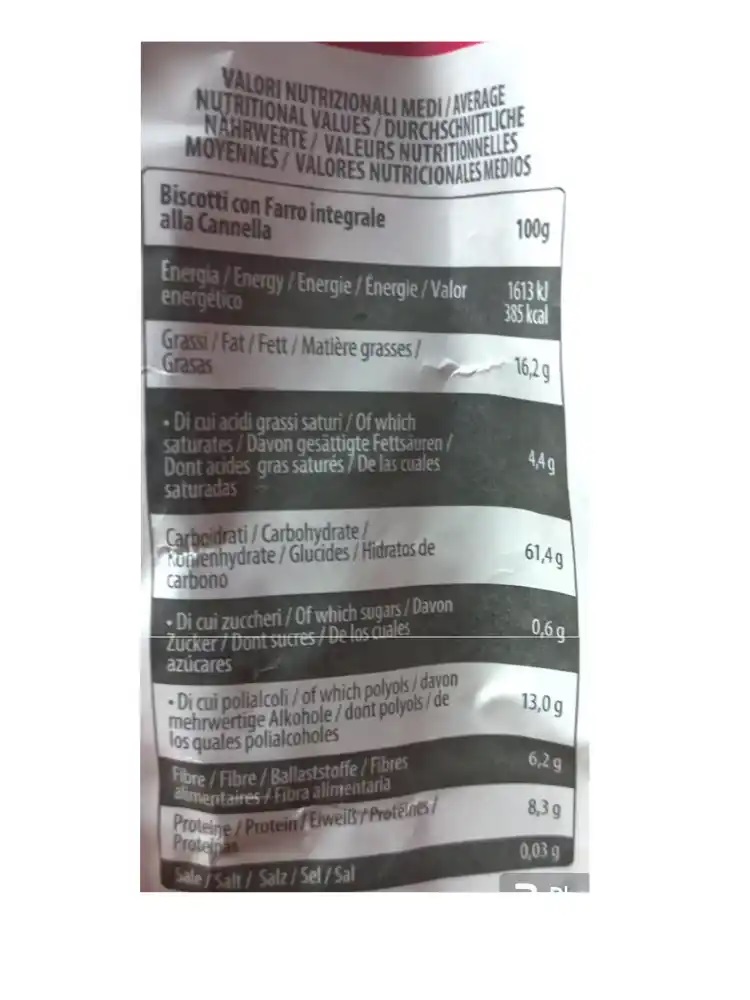 VALORI NUTRIZIONALI MEDI / AVERAGE
NUTRITIONAL VALUES / DURCHSCHNITTLICHE
NÄHRWERTE / VALEURS NUTRITIONNELLES
MOYENNES / VALORES NUTRICIONALES MEDIOS
Biscotti con Farro integrale
alla Cannella
100g
Energia / Energy / Energie / Énergie / Valor
energético
1613 kJ
385 kcal
Grassi / Fat / Fett / Matière grasses /
Grasas
16,2 g
• Di cui acidi grassi saturi / Of which
saturates / Davon gesättigte Fettsäuren /
Dont acides gras saturés / De las cuales
saturadas
4,4 g
Carboidrati / Carbohydrate /
Kohlenhydrate / Glucides / Hidratos de
carbono
61,4 g
• Di cui zuccheri / Of which sugars / Davon
Zucker / Dont sucres / De los cuales
azúcares
0,6 g
• Di cui polialcoli / of which polyols / davon
mehrwertige Alkohole / dont polyols / de
los quales polialcoholes
13,0 g
Fibre / Fibre / Ballaststoffe / Fibres
alimentaires / Fibra alimentaria
6,2 g
Proteine / Protein / Eiweiß / Protéines /
Proteinas
8,3 g
Sale / Salt / Salz / Sel / Sal
0,03 g